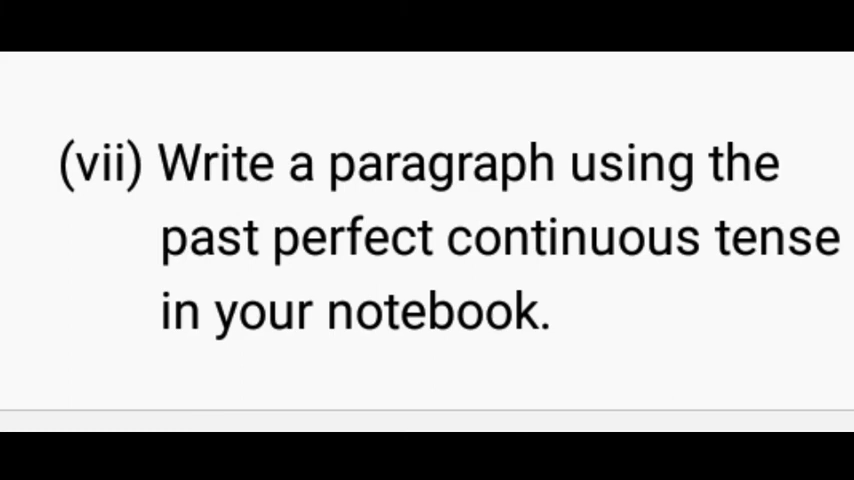 (vii) Write a paragraph using the
past perfect continuous tense
in your notebook.